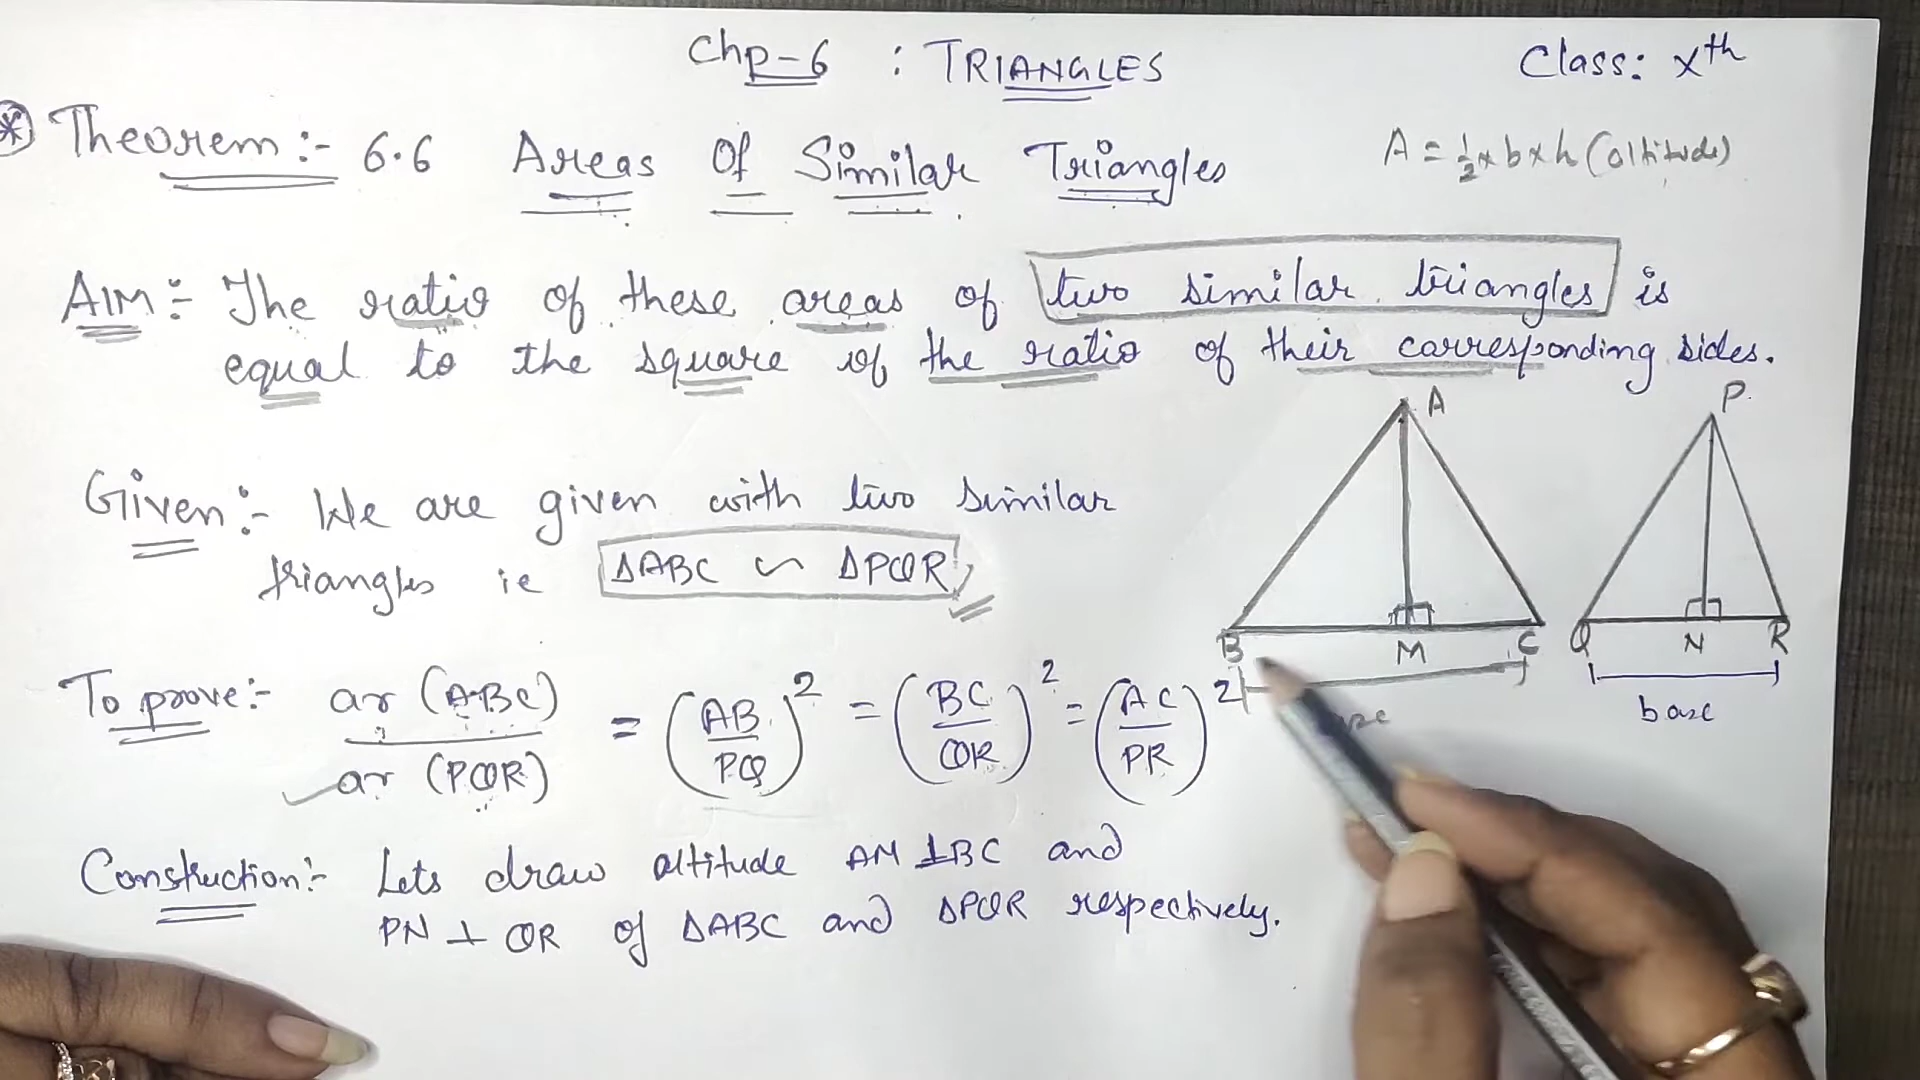 Chp-6 : TRIANGLES
Class: Xth
Theorem:- 6.6 Areas Of Similar Triangles
A = 1/2 x b x h (altitude)
AIM:- The ratio of these areas of two similar triangles is
equal to the square of the ratio of their corresponding sides.
Given:- We are given with two similar
triangles ie ΔABC ∽ ΔPQR
To prove:- ar (ABC) / ar (PQR) = (AB/PQ)² = (BC/QR)² = (AC/PR)²
Construction:- Lets draw altitude AM ⊥ BC and
PN ⊥ QR of ΔABC and ΔPQR respectively.
A
B M C
P
Q N R
base